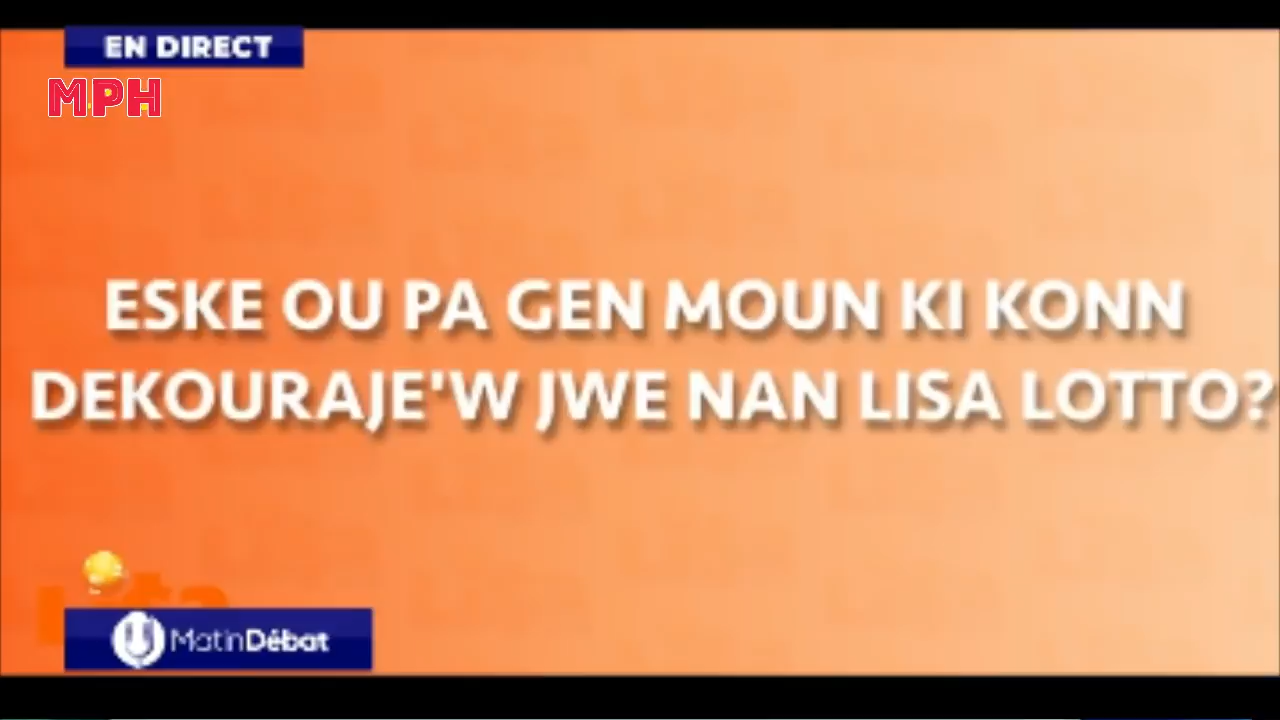 EN DIRECT
MPH
ESKE OU PA GEN MOUN KI KONN
DEKOURAJE'W JWE NAN LISA LOTTO?
MatinDébat